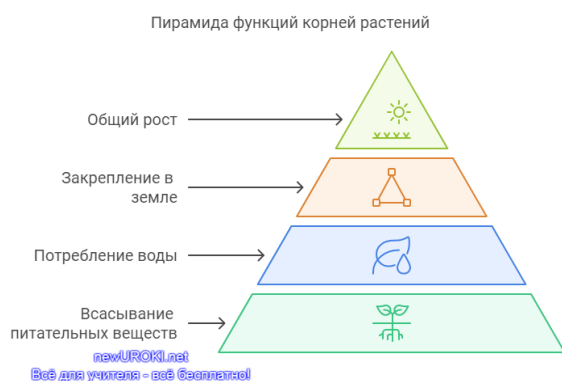 Пирамида функций корней растений
Общий рост
Закрепление в
земле
Потребление воды
Всасывание
питательных веществ
newUROKI.net
Всё для учителя - всё бесплатно!